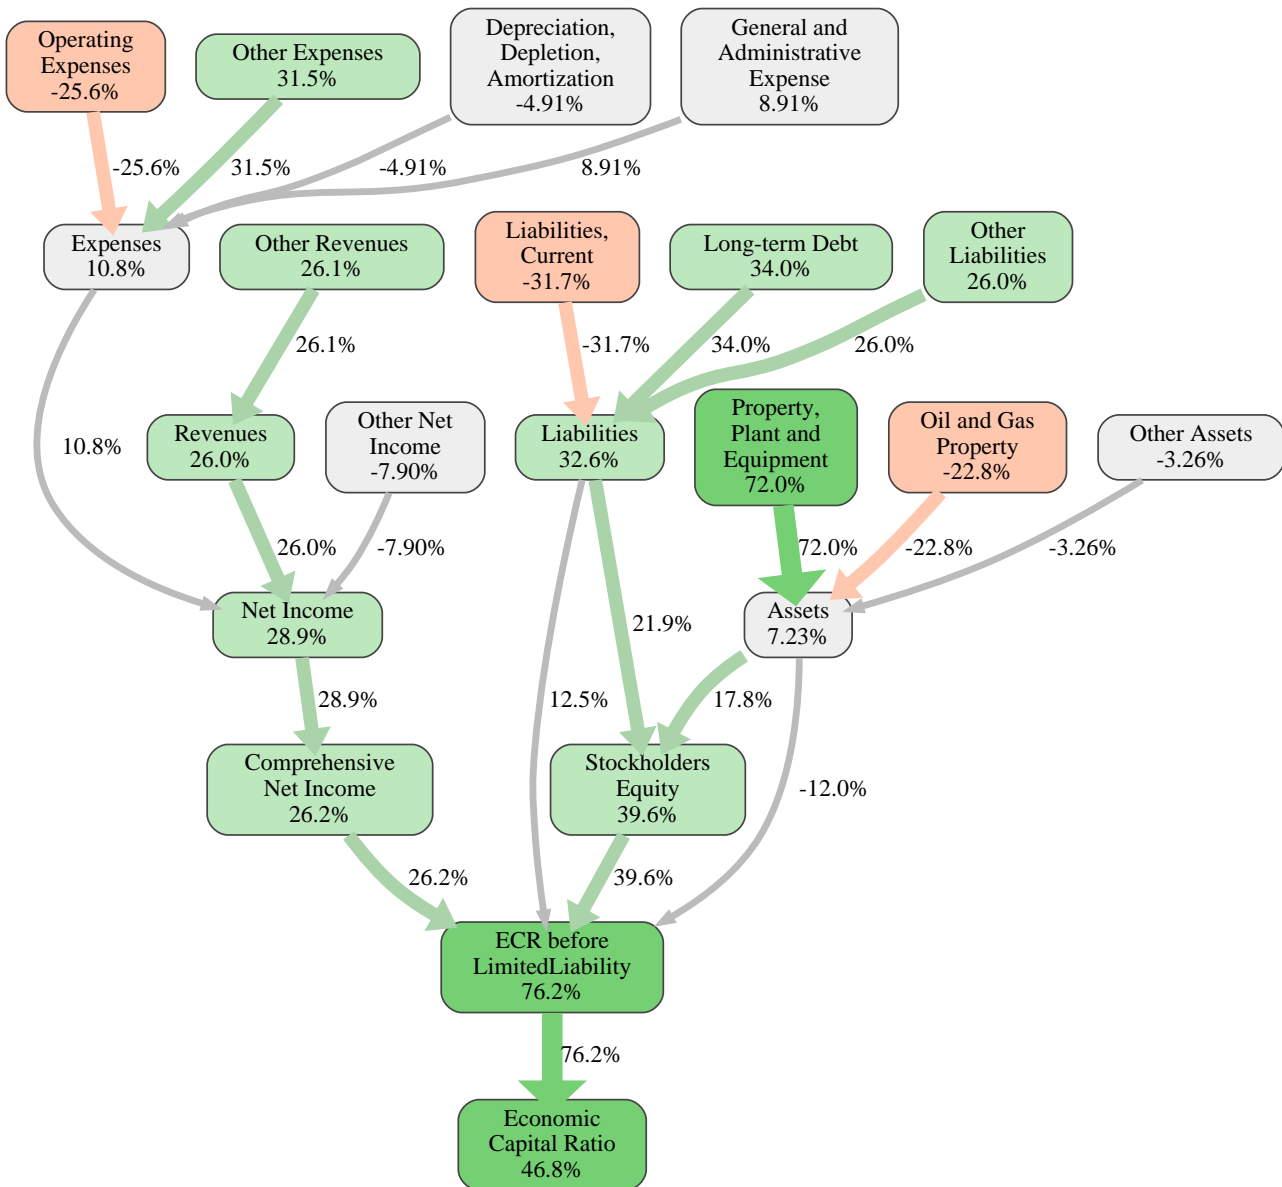 Operating
Expenses
-25.6%
Other Expenses
31.5%
Depreciation,
Depletion,
Amortization
-4.91%
General and
Administrative
Expense
8.91%
-25.6%
31.5%
-4.91%
8.91%
Expenses
10.8%
Other Revenues
26.1%
Liabilities,
Current
-31.7%
Long-term Debt
34.0%
Other
Liabilities
26.0%
26.1%
-31.7%
34.0%
26.0%
10.8%
Revenues
26.0%
Other Net
Income
-7.90%
Liabilities
32.6%
Property,
Plant and
Equipment
72.0%
Oil and Gas
Property
-22.8%
Other Assets
-3.26%
26.0%
-7.90%
72.0%
-22.8%
-3.26%
Net Income
28.9%
21.9%
Assets
7.23%
28.9%
12.5%
17.8%
Comprehensive
Net Income
26.2%
Stockholders
Equity
39.6%
-12.0%
26.2%
39.6%
ECR before
LimitedLiability
76.2%
76.2%
Economic
Capital Ratio
46.8%